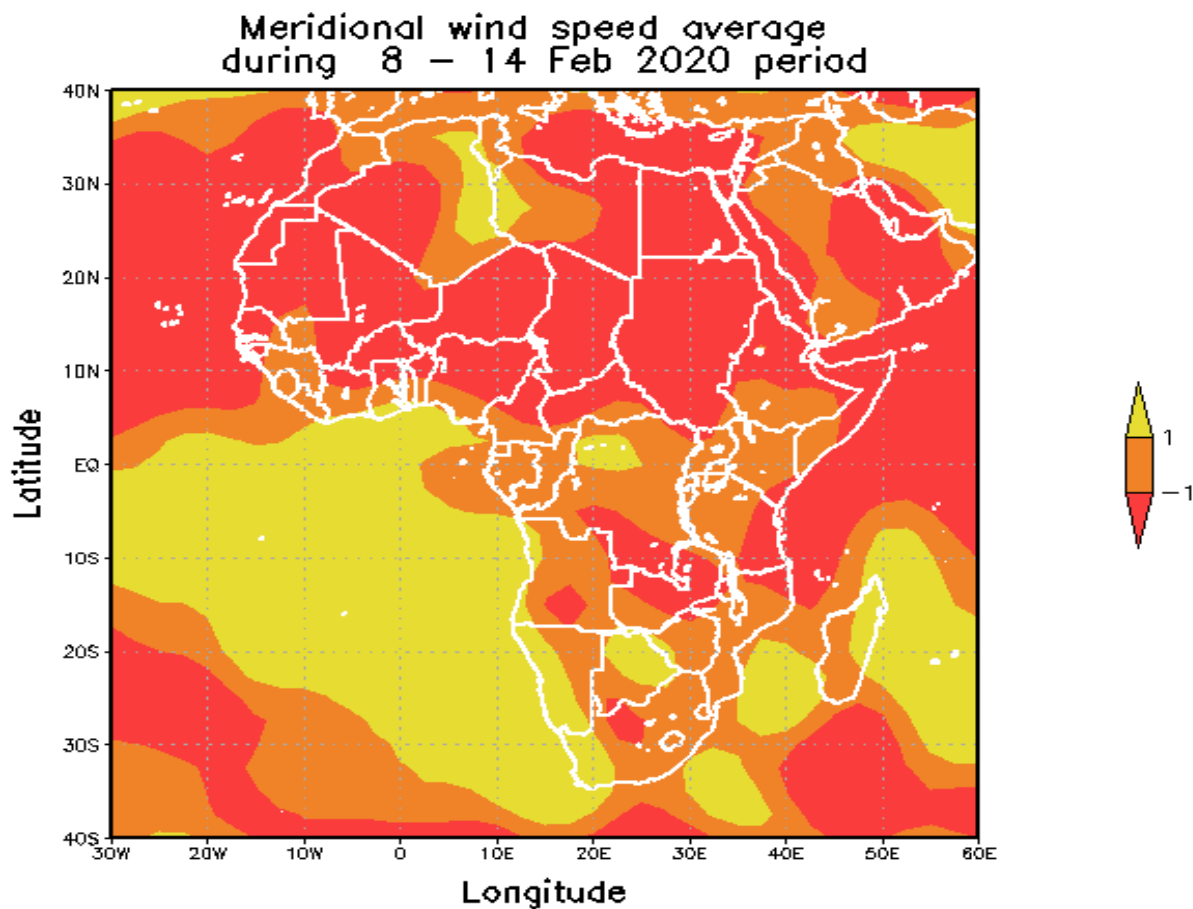 Meridional wind speed average
during 8 – 14 Feb 2020 period
40N
30N
20N
10N
EQ
10S
20S
30S
40S
Latitude
30W 20W 10W 0 10E 20E 30E 40E 50E 60E
Longitude
1
−1